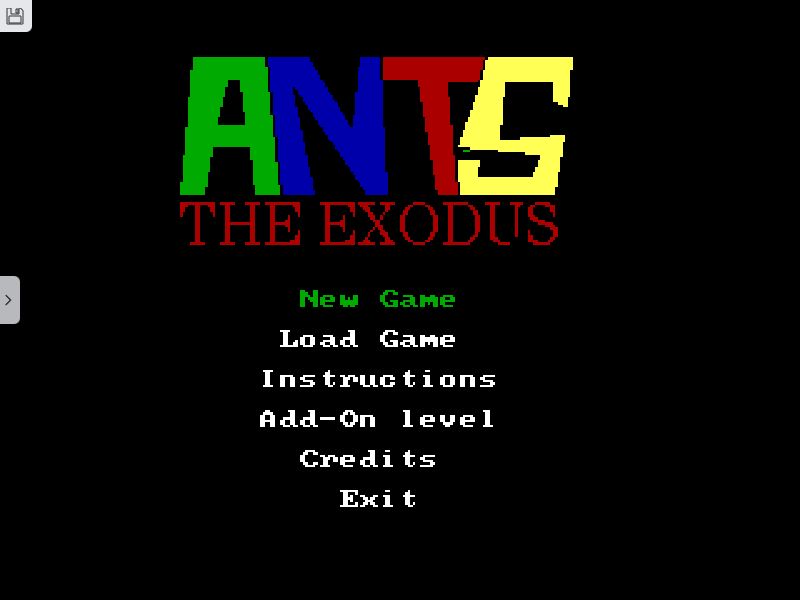 ANTS
THE EXODUS
New Game
Load Game
Instructions
Add-On level
Credits
Exit